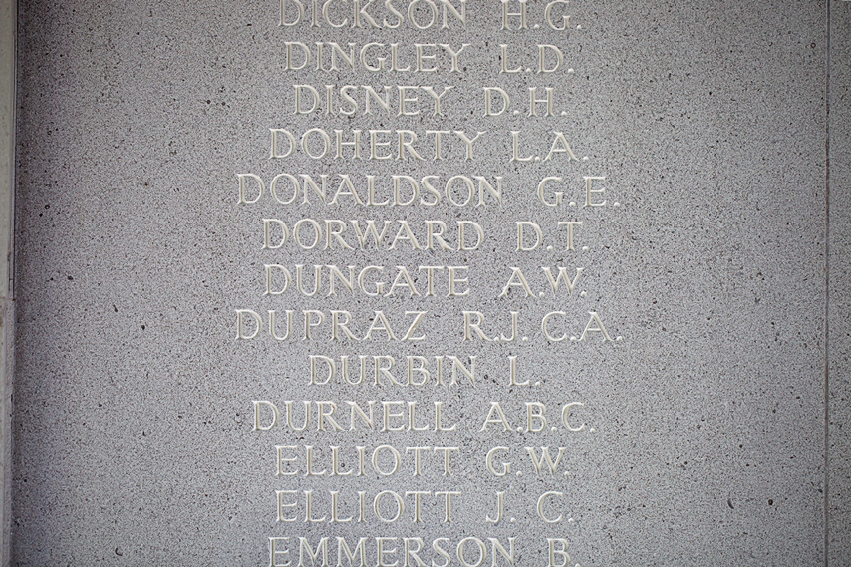 DICKSON H.G.
DINGLEY L.D.
DISNEY D.H.
DOHERTY L.A.
DONALDSON G.E.
DORWARD D.T.
DUNGATE A.W.
DUPRAZ R.J.C.A.
DURBIN L.
DURNELL A.B.C.
ELLIOTT G.W.
ELLIOTT J. C.
EMMERSON B.